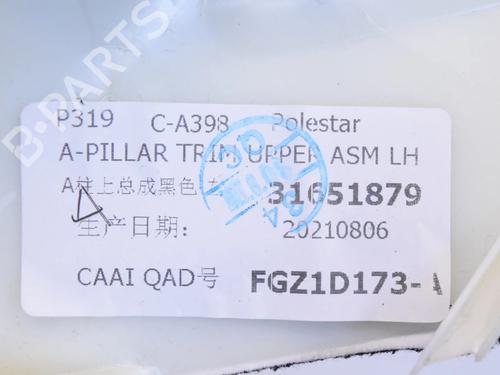 P319 C-A398 Polestar
A-PILLAR TRIM UPPER ASM LH
A柱上总成黑色 31651879
生产日期: 20210806
CAAI QAD号 FGZ1D173-
B-PARTS